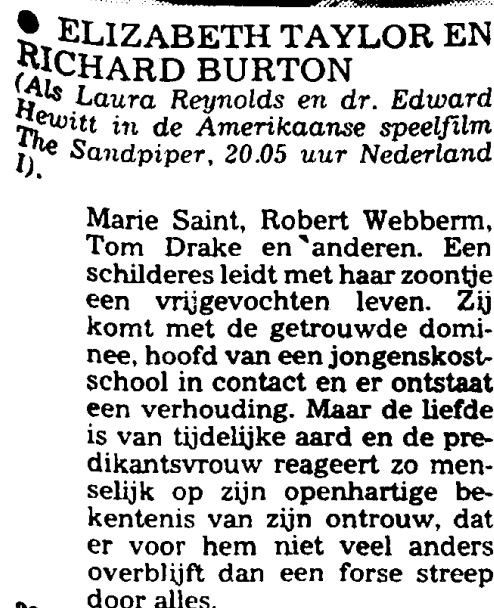 ● ELIZABETH TAYLOR EN
RICHARD BURTON
(Als Laura Reynolds en dr. Edward
Hewitt in de Amerikaanse speelfilm
The Sandpiper, 20.05 uur Nederland
I).
Marie Saint, Robert Webberm,
Tom Drake en anderen. Een
schilderes leidt met haar zoontje
een vrijgevochten leven. Zij
komt met de getrouwde domi-
nee, hoofd van een jongenskost-
school in contact en er ontstaat
een verhouding. Maar de liefde
is van tijdelijke aard en de pre-
dikantsvrouw reageert zo men-
selijk op zijn openhartige be-
kentenis van zijn ontrouw, dat
er voor hem niet veel anders
overblijft dan een forse streep
door alles.